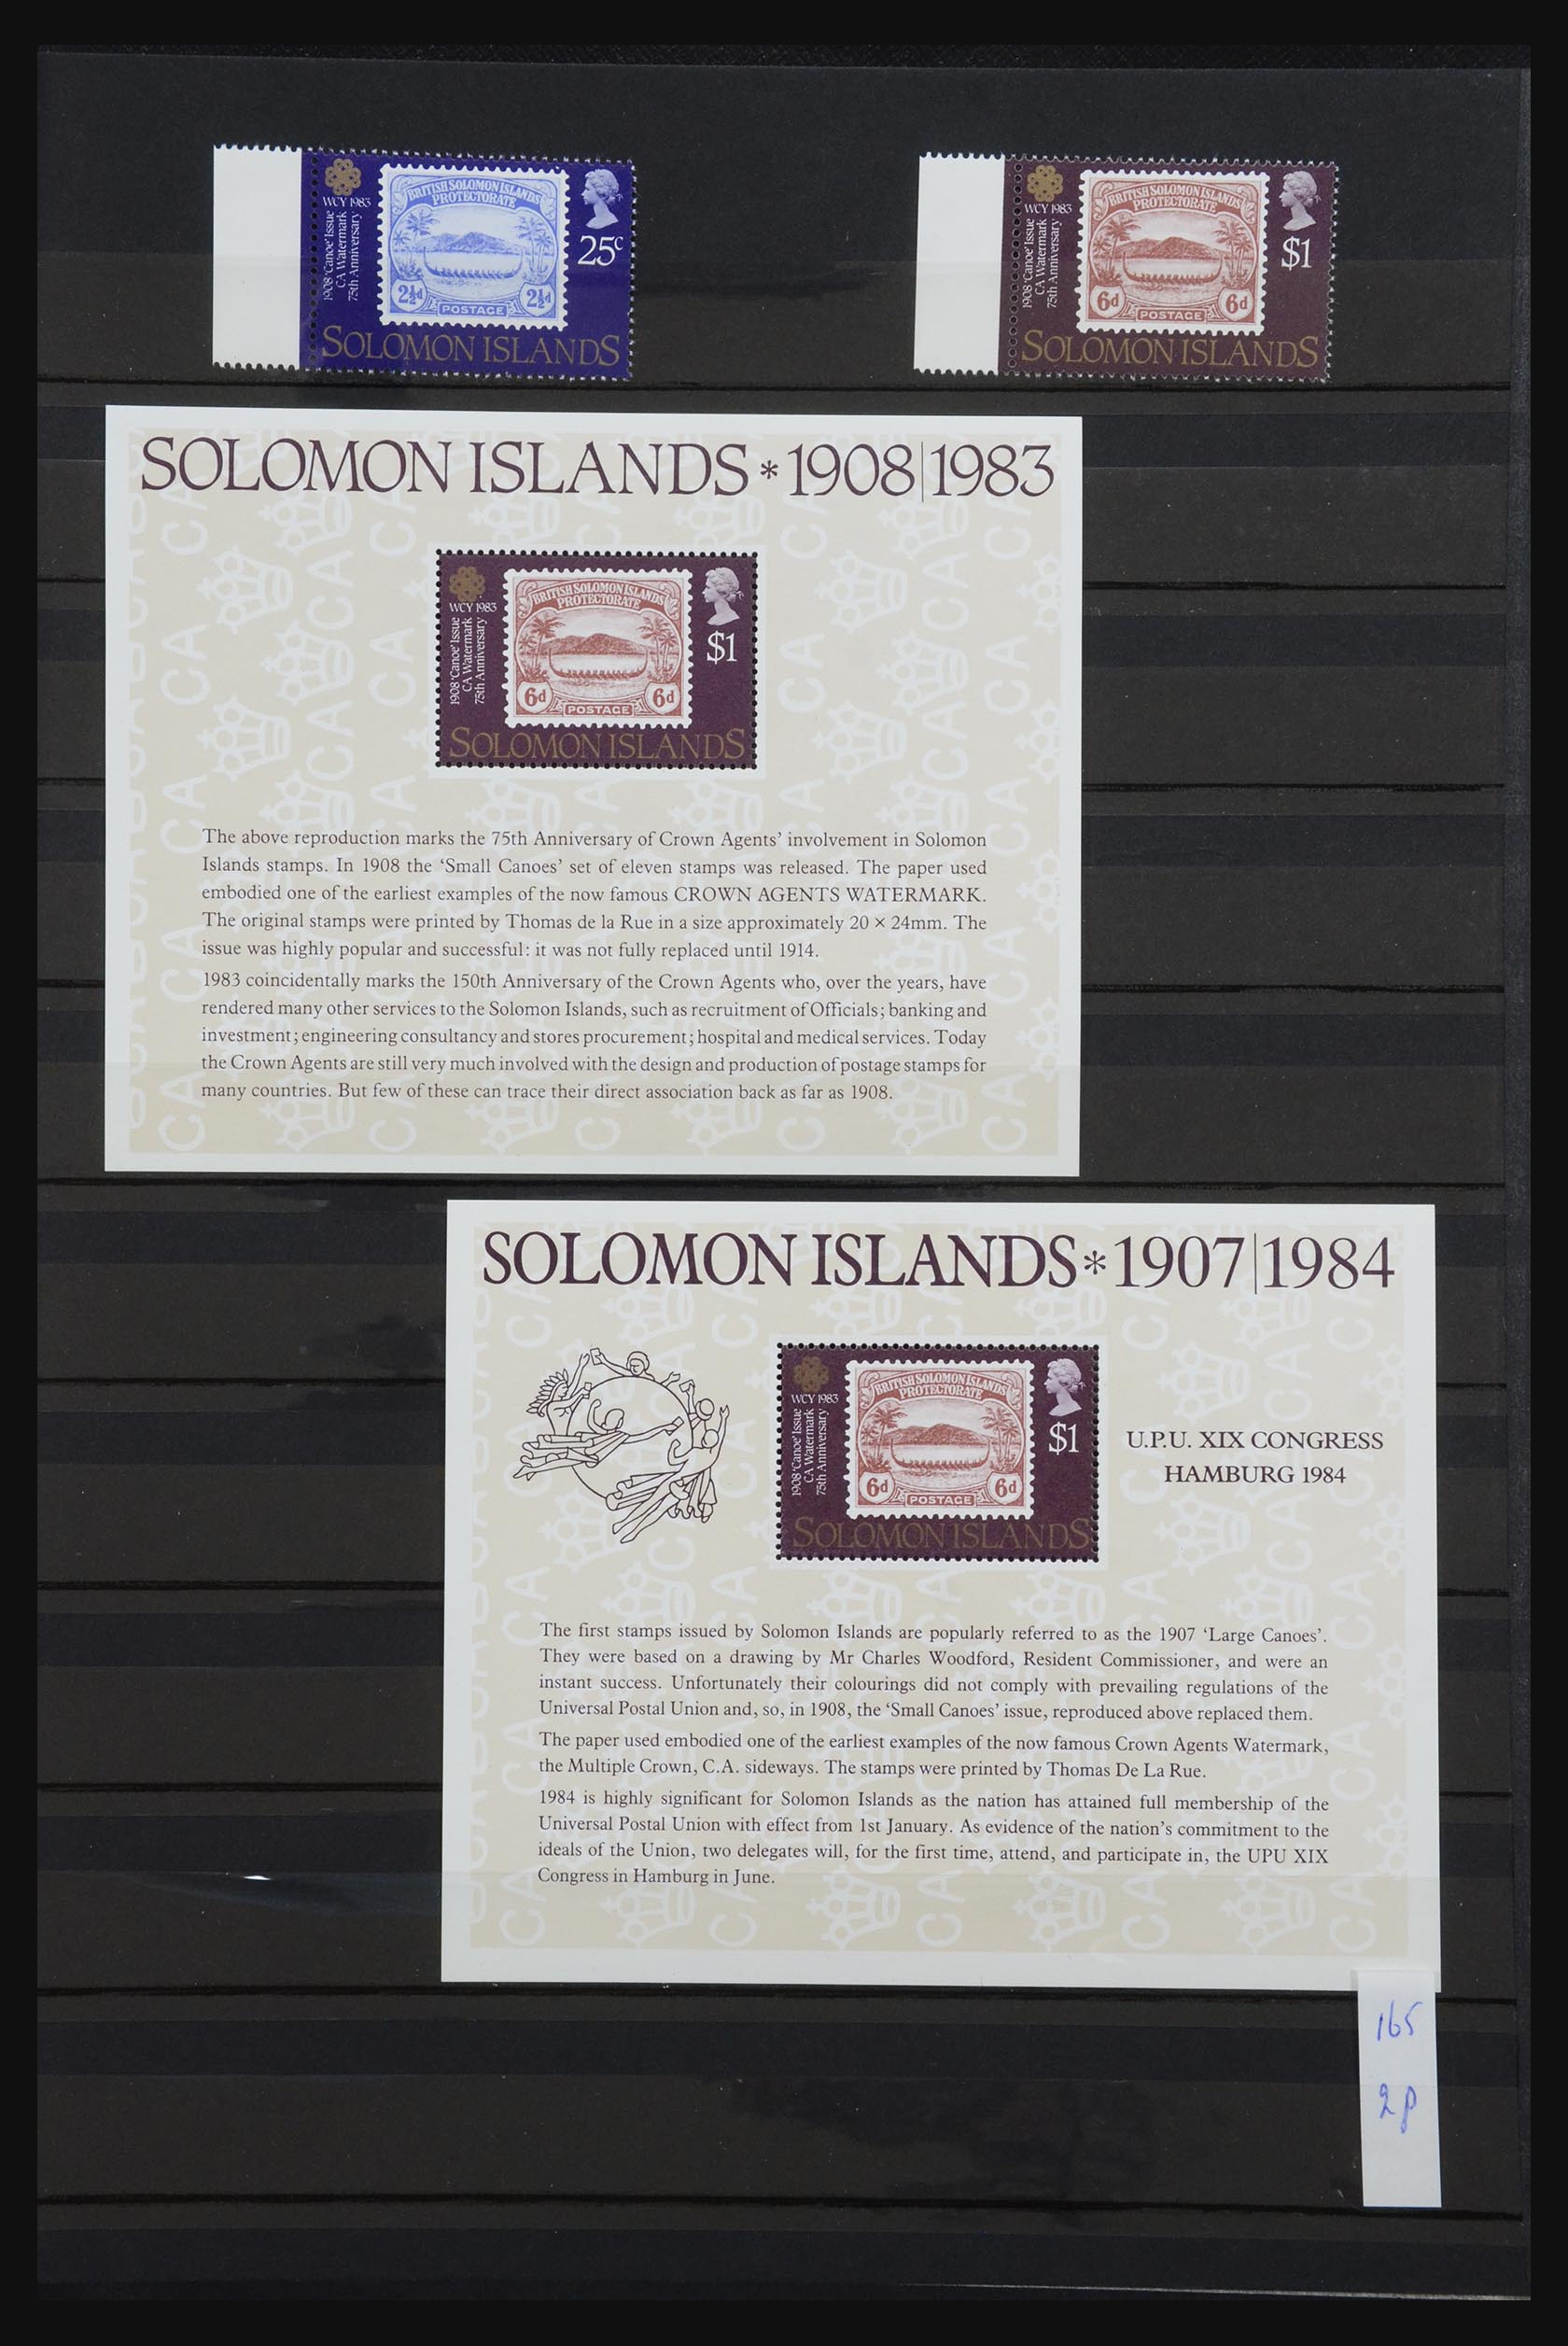 WCY 1983
1908 'Canoe' Issue
CA Watermark
75th Anniversary
BRITISH SOLOMON ISLANDS
PROTECTORATE
2½d 2½d
POSTAGE
25c
SOLOMON ISLANDS
WCY 1983
1908 'Canoe' Issue
CA Watermark
75th Anniversary
BRITISH SOLOMON ISLANDS
PROTECTORATE
6d 6d
POSTAGE
$1
SOLOMON ISLANDS
SOLOMON ISLANDS * 1908|1983
WCY 1983
1908 'Canoe' Issue
CA Watermark
75th Anniversary
BRITISH SOLOMON ISLANDS
PROTECTORATE
6d 6d
POSTAGE
$1
SOLOMON ISLANDS
The above reproduction marks the 75th Anniversary of Crown Agents' involvement in Solomon
Islands stamps. In 1908 the 'Small Canoes' set of eleven stamps was released. The paper used
embodied one of the earliest examples of the now famous CROWN AGENTS WATERMARK.
The original stamps were printed by Thomas de la Rue in a size approximately 20 × 24mm. The
issue was highly popular and successful: it was not fully replaced until 1914.
1983 coincidentally marks the 150th Anniversary of the Crown Agents who, over the years, have
rendered many other services to the Solomon Islands, such as recruitment of Officials; banking and
investment; engineering consultancy and stores procurement; hospital and medical services. Today
the Crown Agents are still very much involved with the design and production of postage stamps for
many countries. But few of these can trace their direct association back as far as 1908.
SOLOMON ISLANDS * 1907|1984
WCY 1983
1908 'Canoe' Issue
CA Watermark
75th Anniversary
BRITISH SOLOMON ISLANDS
PROTECTORATE
6d 6d
POSTAGE
$1
SOLOMON ISLANDS
U.P.U. XIX CONGRESS
HAMBURG 1984
The first stamps issued by Solomon Islands are popularly referred to as the 1907 'Large Canoes'.
They were based on a drawing by Mr Charles Woodford, Resident Commissioner, and were an
instant success. Unfortunately their colourings did not comply with prevailing regulations of the
Universal Postal Union and, so, in 1908, the 'Small Canoes' issue, reproduced above replaced them.
The paper used embodied one of the earliest examples of the now famous Crown Agents Watermark,
the Multiple Crown, C.A. sideways. The stamps were printed by Thomas De La Rue.
1984 is highly significant for Solomon Islands as the nation has attained full membership of the
Universal Postal Union with effect from 1st January. As evidence of the nation's commitment to the
ideals of the Union, two delegates will, for the first time, attend, and participate in, the UPU XIX
Congress in Hamburg in June.
165
2p